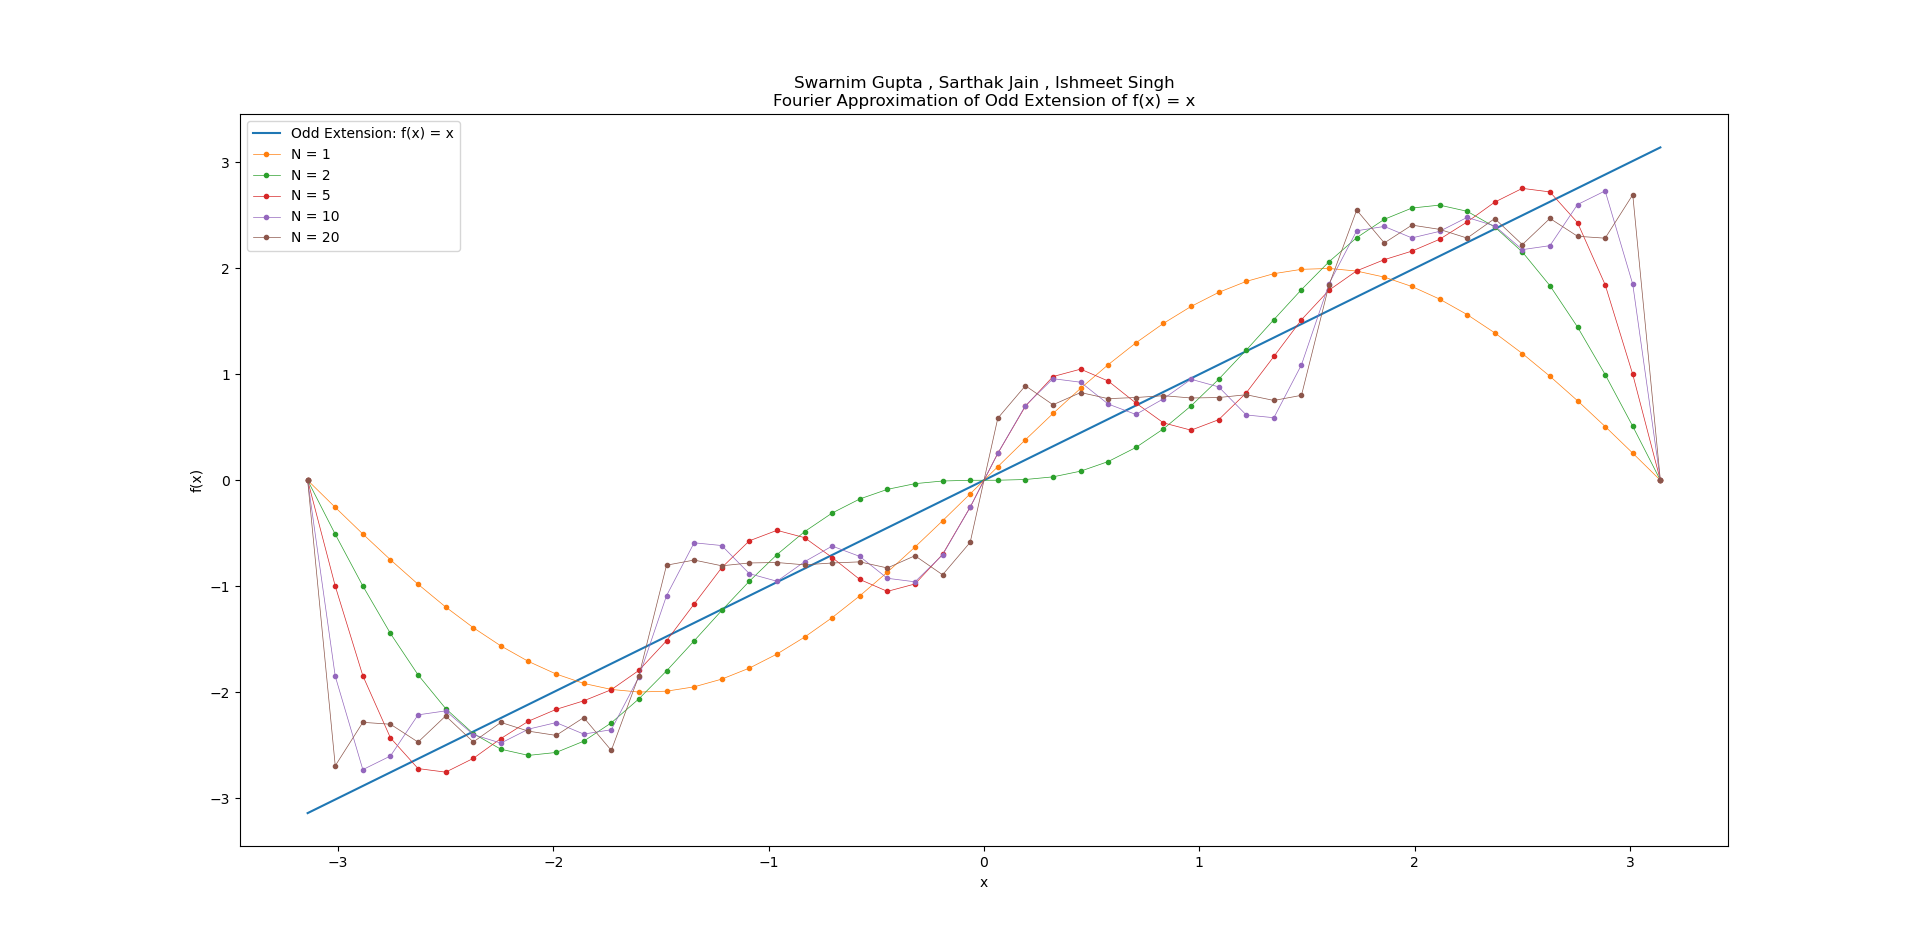 Swarnim Gupta , Sarthak Jain , Ishmeet Singh
Fourier Approximation of Odd Extension of f(x) = x
Odd Extension: f(x) = x
N = 1
N = 2
N = 5
N = 10
N = 20
f(x)
3
2
1
0
−1
−2
−3
−3
−2
−1
0
1
2
3
x